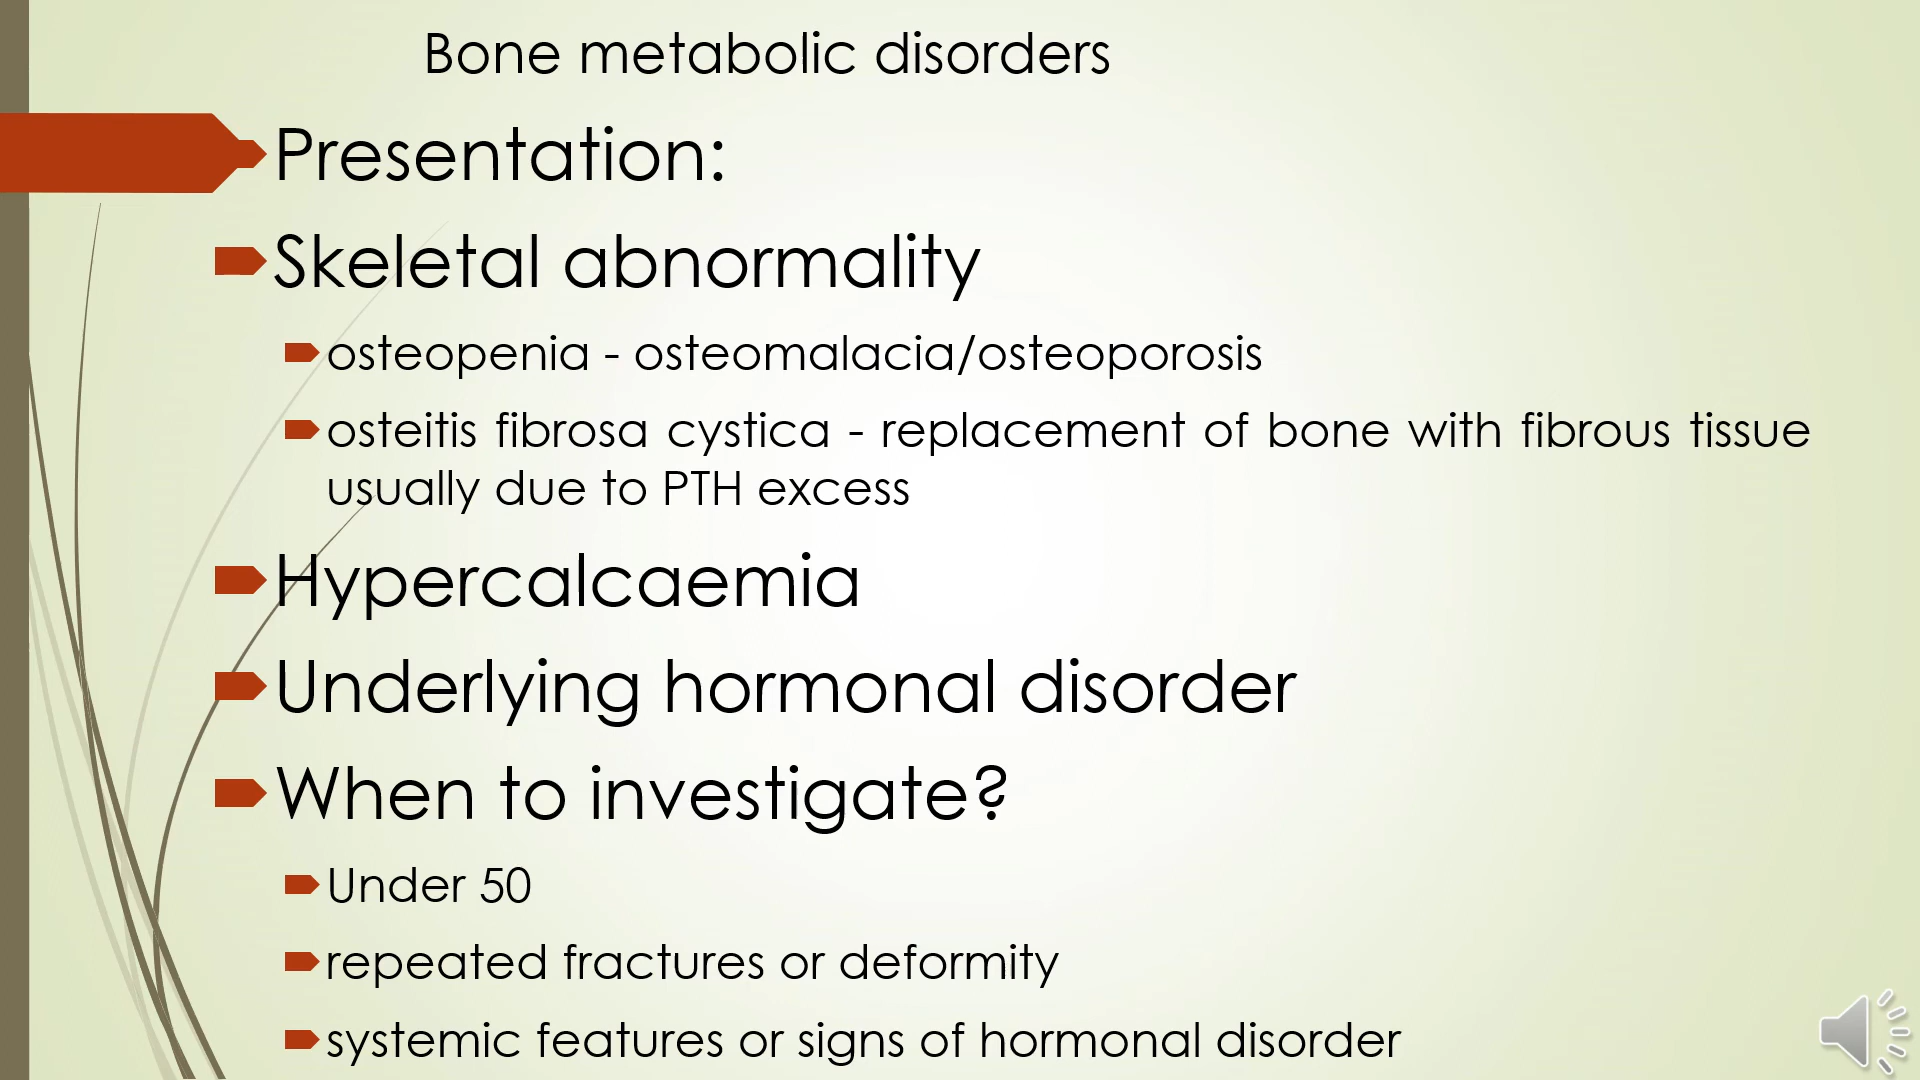 Bone metabolic disorders
Presentation:
Skeletal abnormality
osteopenia - osteomalacia/osteoporosis
osteitis fibrosa cystica - replacement of bone with fibrous tissue
usually due to PTH excess
Hypercalcaemia
Underlying hormonal disorder
When to investigate?
Under 50
repeated fractures or deformity
systemic features or signs of hormonal disorder